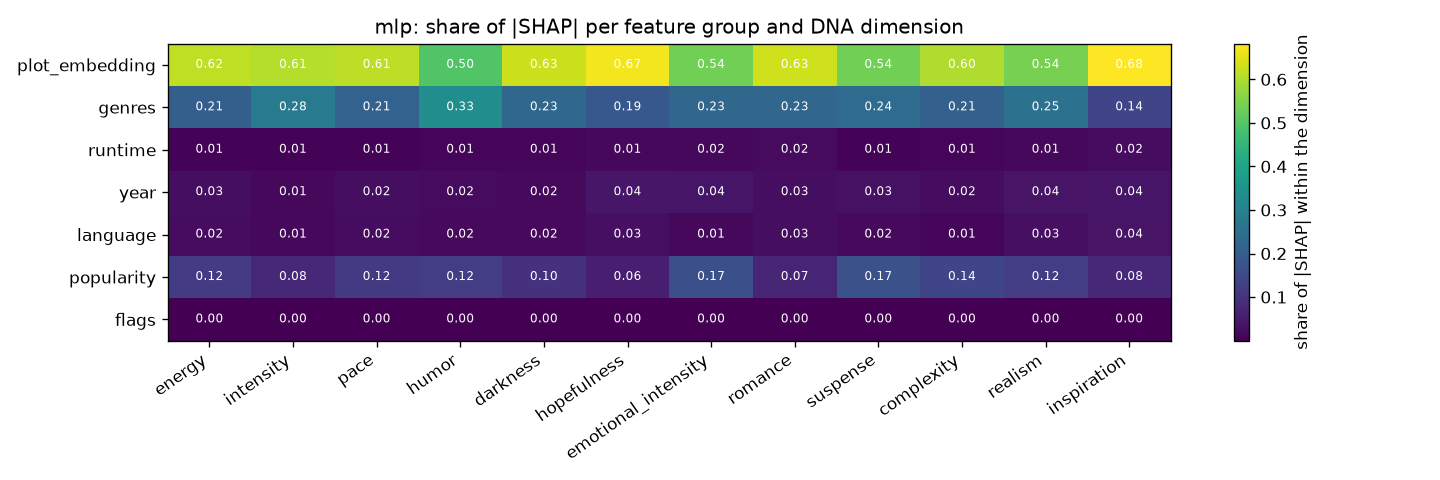 mlp: share of |SHAP| per feature group and DNA dimension
plot_embedding 0.62 0.61 0.61 0.50 0.63 0.67 0.54 0.63 0.54 0.60 0.54 0.68
genres 0.21 0.28 0.21 0.33 0.23 0.19 0.23 0.23 0.24 0.21 0.25 0.14
runtime 0.01 0.01 0.01 0.01 0.01 0.01 0.02 0.02 0.01 0.01 0.01 0.02
year 0.03 0.01 0.02 0.02 0.02 0.04 0.04 0.03 0.03 0.02 0.04 0.04
language 0.02 0.01 0.02 0.02 0.02 0.03 0.01 0.03 0.02 0.01 0.03 0.04
popularity 0.12 0.08 0.12 0.12 0.10 0.06 0.17 0.07 0.17 0.14 0.12 0.08
flags 0.00 0.00 0.00 0.00 0.00 0.00 0.00 0.00 0.00 0.00 0.00 0.00
energy
intensity
pace
humor
darkness
hopefulness
emotional_intensity
romance
suspense
complexity
realism
inspiration
0.6
0.5
0.4
0.3
0.2
0.1
share of |SHAP| within the dimension